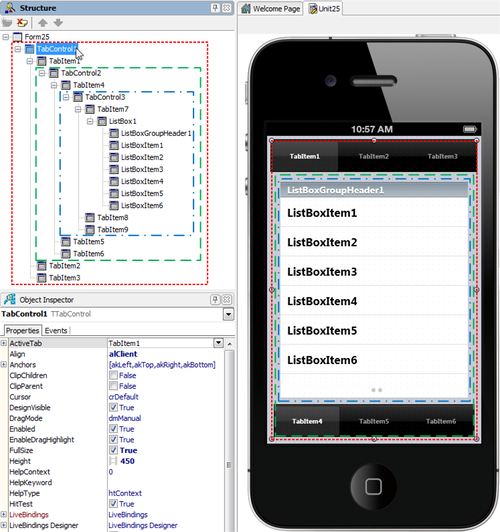 Structure
Welcome Page
Unit25
Form25
TabControl1
TabItem1
TabControl2
TabItem4
TabControl3
TabItem7
ListBox1
ListBoxGroupHeader1
ListBoxItem1
ListBoxItem2
ListBoxItem3
ListBoxItem4
ListBoxItem5
ListBoxItem6
TabItem8
TabItem9
TabItem5
TabItem6
TabItem2
TabItem3
Object Inspector
TabControl1 TTabControl
Properties Events
ActiveTab TabItem1
Align alClient
Anchors [akLeft,akTop,akRight,akBottom]
ClipChildren False
ClipParent False
Cursor crDefault
DesignVisible True
DragMode dmManual
Enabled True
EnableDragHighlight True
FullSize True
Height 450
HelpContext 0
HelpKeyword
HelpType htContext
HitTest True
LiveBindings LiveBindings
LiveBindings Designer LiveBindings Designer
10:57 AM
TabItem1 TabItem2 TabItem3
ListBoxGroupHeader1
ListBoxItem1
ListBoxItem2
ListBoxItem3
ListBoxItem4
ListBoxItem5
ListBoxItem6
TabItem4 TabItem5 TabItem6